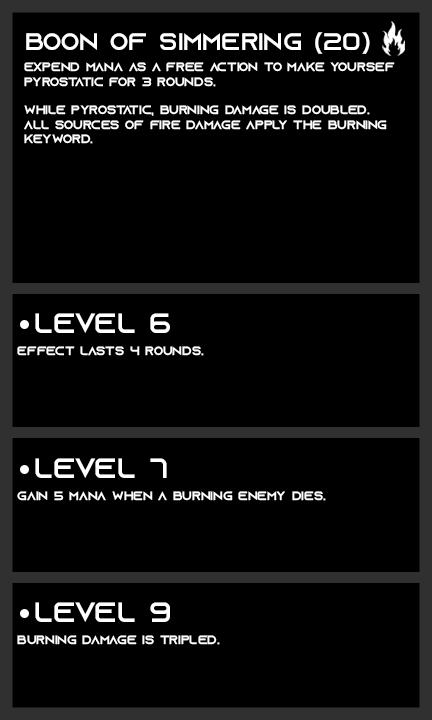 BOON OF SIMMERING (20)
EXPEND MANA AS A FREE ACTION TO MAKE YOURSEF
PYROSTATIC FOR 3 ROUNDS.
WHILE PYROSTATIC, BURNING DAMAGE IS DOUBLED.
ALL SOURCES OF FIRE DAMAGE APPLY THE BURNING
KEYWORD.
•LEVEL 6
EFFECT LASTS 4 ROUNDS.
•LEVEL 7
GAIN 5 MANA WHEN A BURNING ENEMY DIES.
•LEVEL 9
BURNING DAMAGE IS TRIPLED.